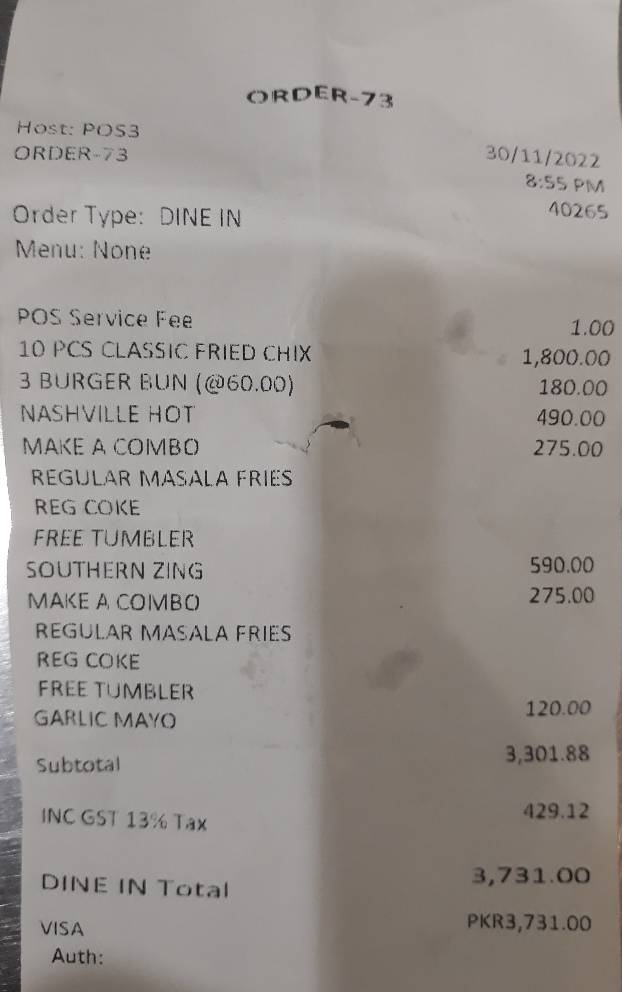 ORDER-73
Host: POS3
ORDER-73 30/11/2022
8:55 PM
Order Type: DINE IN 40265
Menu: None
POS Service Fee 1.00
10 PCS CLASSIC FRIED CHIX 1,800.00
3 BURGER BUN (@60.00) 180.00
NASHVILLE HOT 490.00
MAKE A COMBO 275.00
REGULAR MASALA FRIES
REG COKE
FREE TUMBLER
SOUTHERN ZING 590.00
MAKE A COMBO 275.00
REGULAR MASALA FRIES
REG COKE
FREE TUMBLER
GARLIC MAYO 120.00
Subtotal 3,301.88
INC GST 13% Tax 429.12
DINE IN Total 3,731.00
VISA PKR3,731.00
Auth: